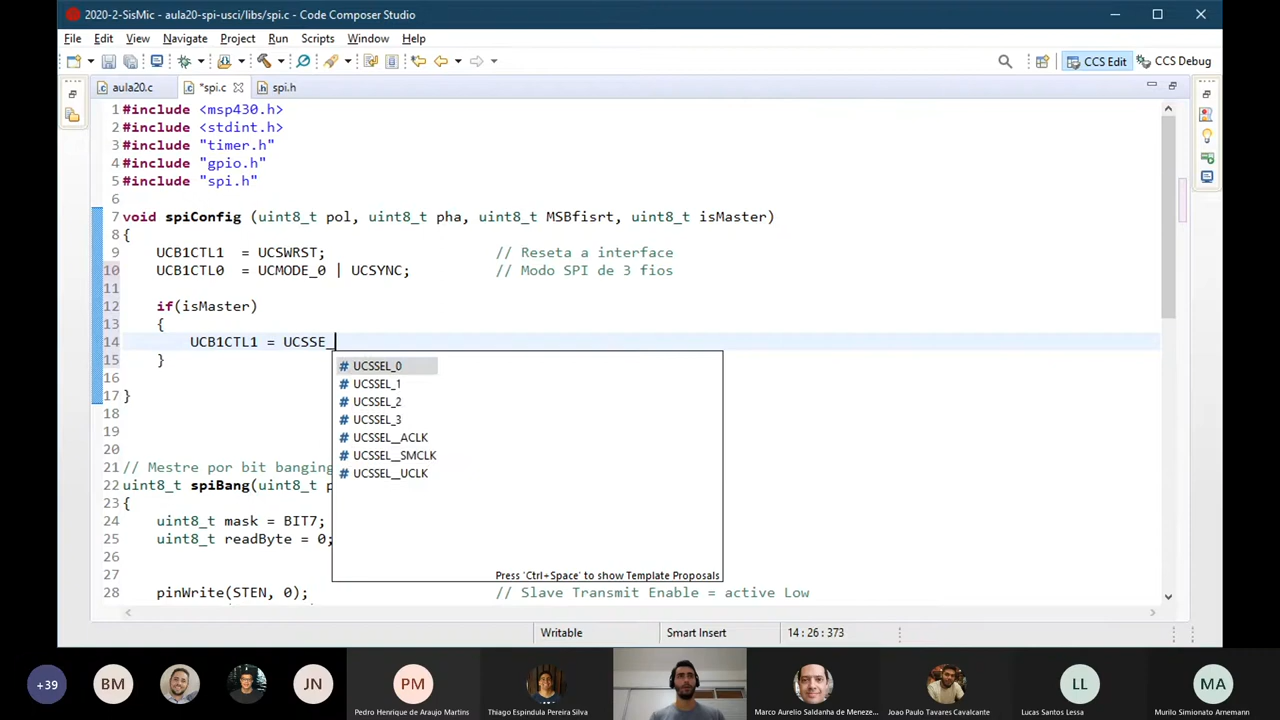 2020-2-SisMic - aula20-spi-usci/libs/spi.c - Code Composer Studio
File Edit View Navigate Project Run Scripts Window Help
CCS Edit CCS Debug
aula20.c *spi.c spi.h
1 #include <msp430.h>
2 #include <stdint.h>
3 #include "timer.h"
4 #include "gpio.h"
5 #include "spi.h"
6
7 void spiConfig (uint8_t pol, uint8_t pha, uint8_t MSBfisrt, uint8_t isMaster)
8 {
9 UCB1CTL1 = UCSWRST; // Reseta a interface
10 UCB1CTL0 = UCMODE_0 | UCSYNC; // Modo SPI de 3 fios
11
12 if(isMaster)
13 {
14 UCB1CTL1 = UCSSE_
15 }
16
17 }
18
19
20
21 // Mestre por bit banging
22 uint8_t spiBang(uint8_t p
23 {
24 uint8_t mask = BIT7;
25 uint8_t readByte = 0;
26
27
28 pinWrite(STEN, 0); // Slave Transmit Enable = active Low
# UCSSEL_0
# UCSSEL_1
# UCSSEL_2
# UCSSEL_3
# UCSSEL__ACLK
# UCSSEL__SMCLK
# UCSSEL__UCLK
Press 'Ctrl+Space' to show Template Proposals
Writable Smart Insert 14 : 26 : 373
+39 BM JN PM LL MA
Pedro Henrique de Araujo Martins Thiago Espindula Pereira Silva Marco Aurelio Saldanha de Meneze... Joao Paulo Tavares Cavalcante Lucas Santos Lessa Murilo Simionato Arnemann